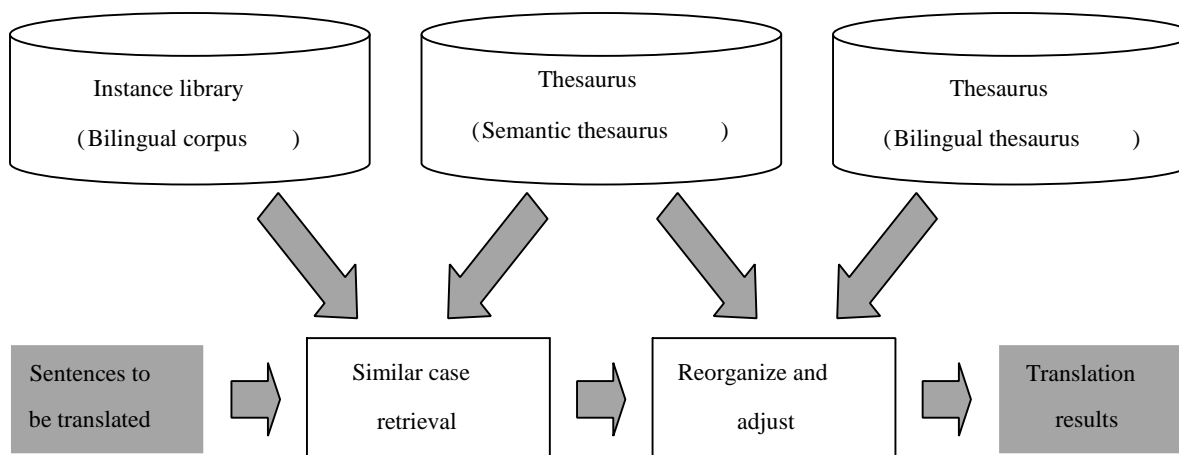 Instance library
(Bilingual corpus )
Thesaurus
(Semantic thesaurus )
Thesaurus
(Bilingual thesaurus )
Sentences to
be translated
Similar case
retrieval
Reorganize and
adjust
Translation
results